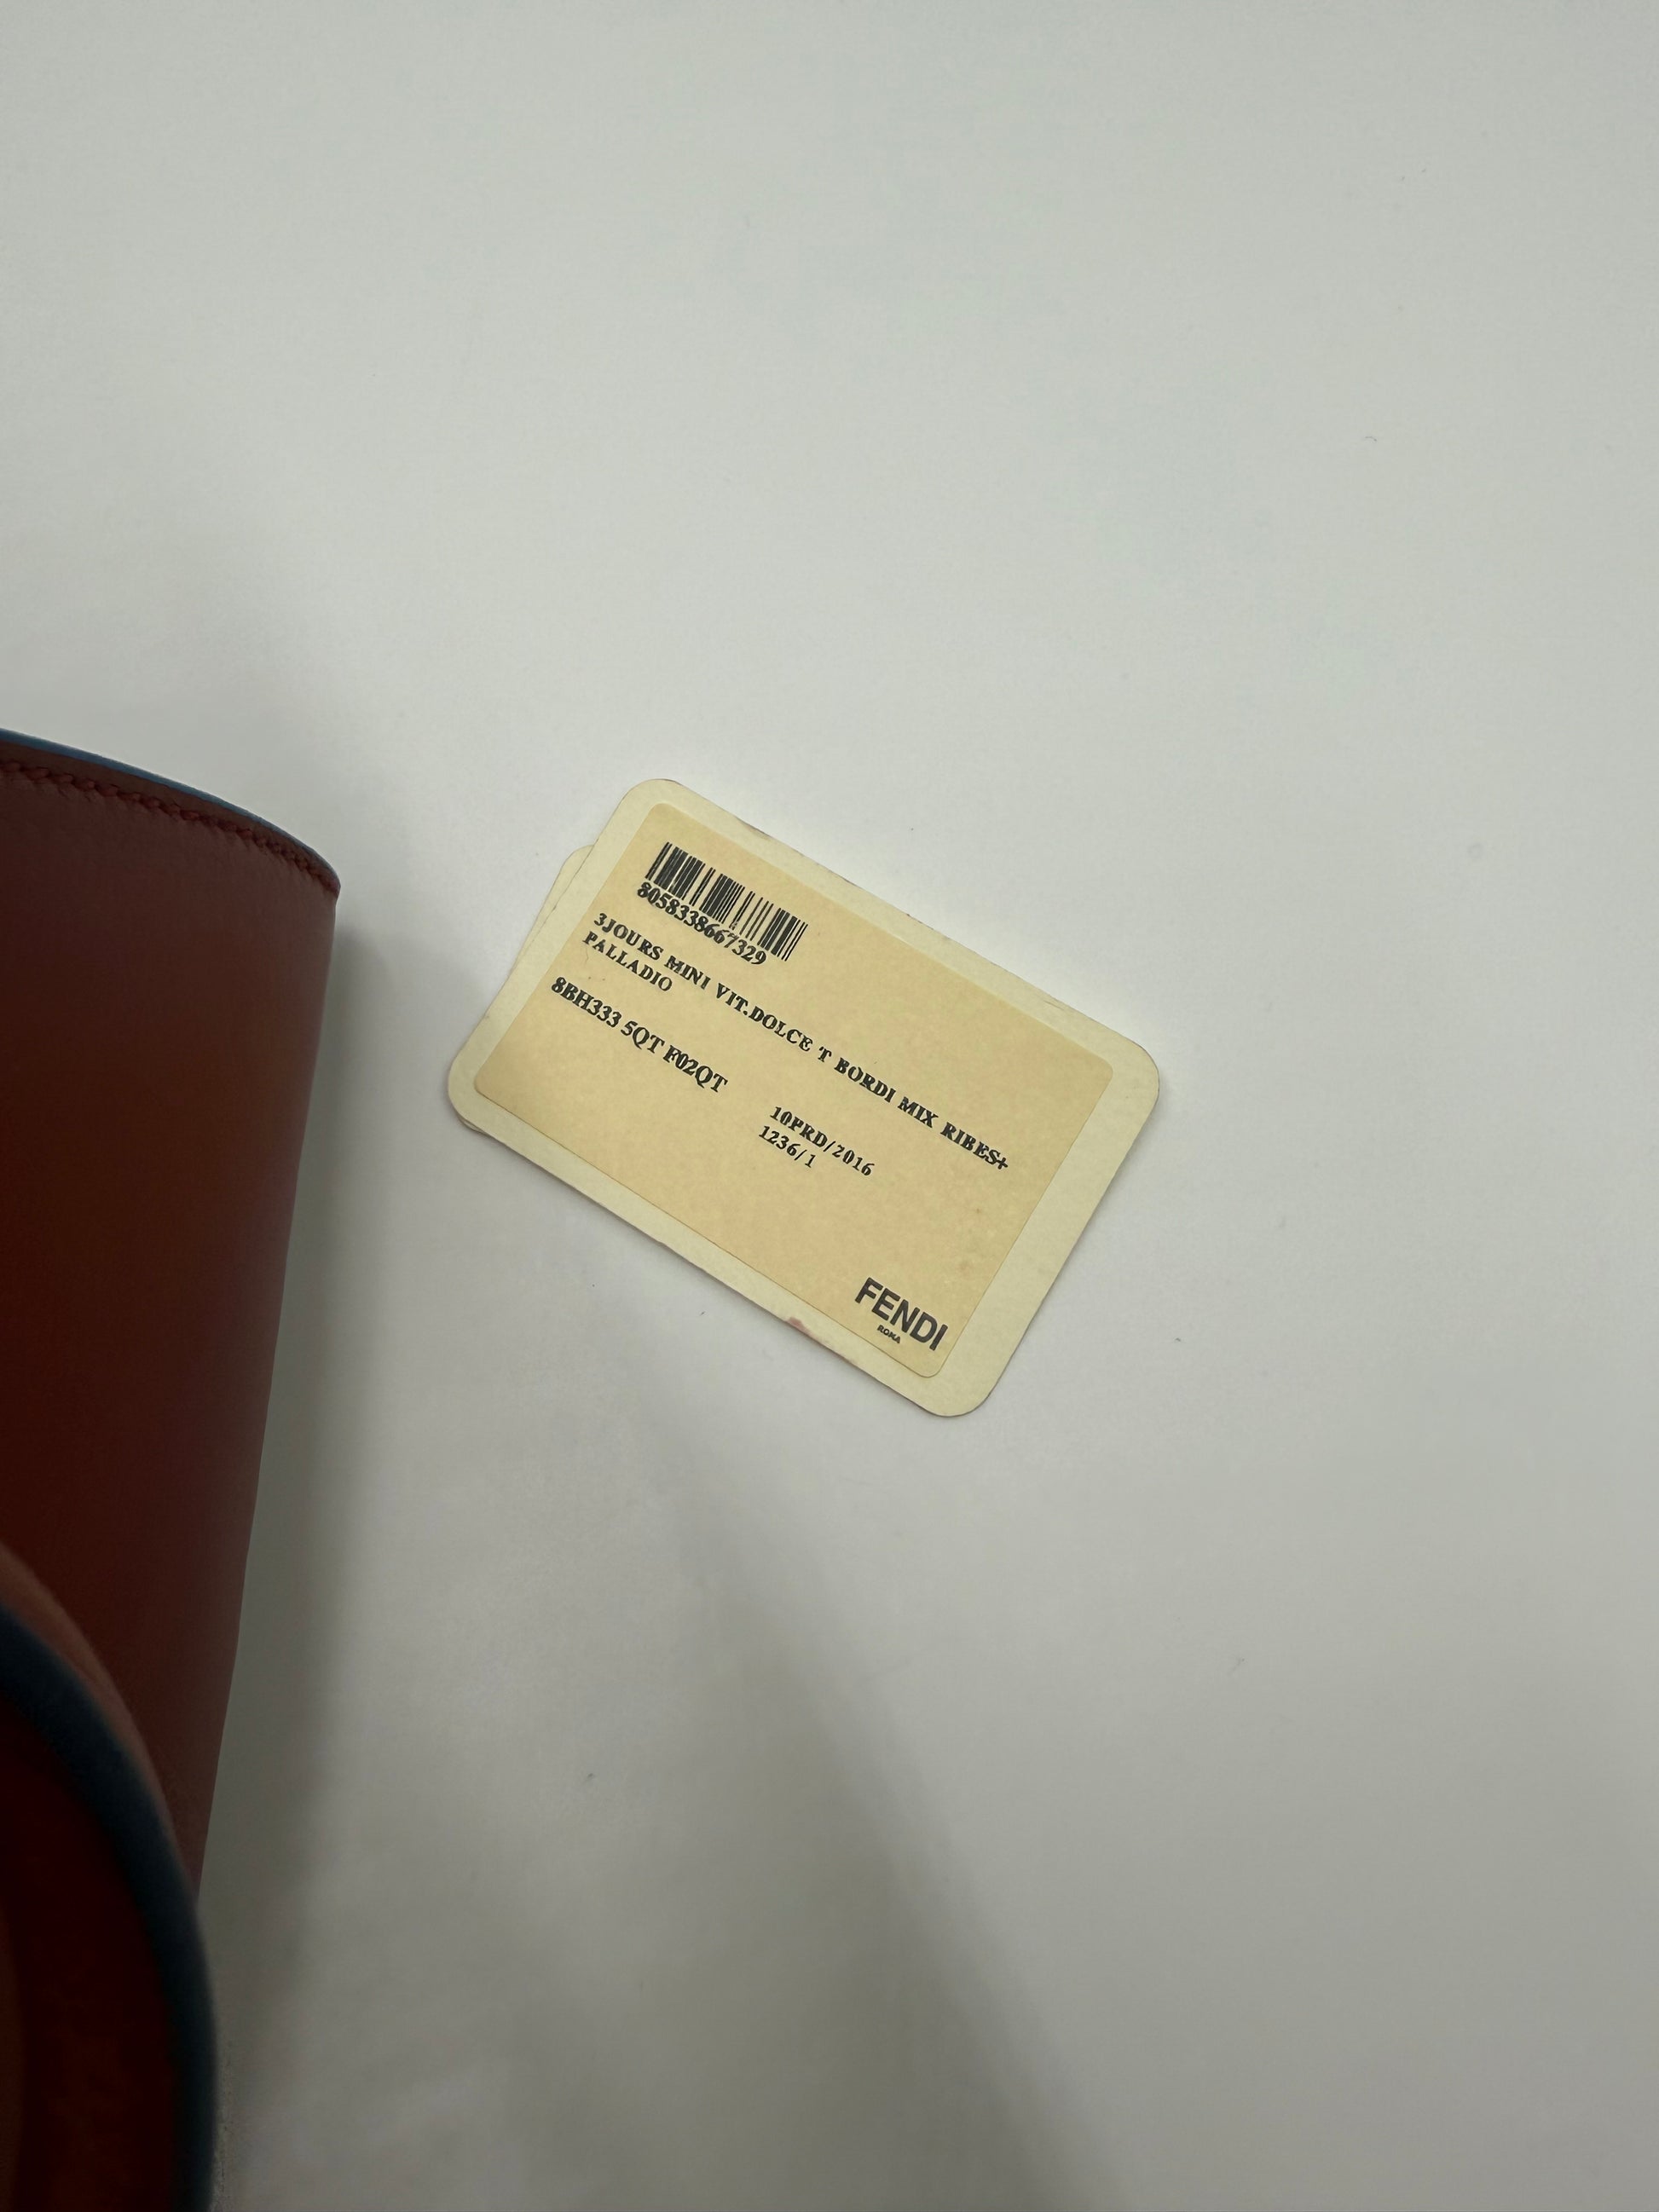 8058338667329
3JOURS MINI VIT.DOLCE T BORDI MIX RIBES+
PALLADIO
8BH333 5QT F02QT
10PRD/2016
1236/1
FENDI
ROMA